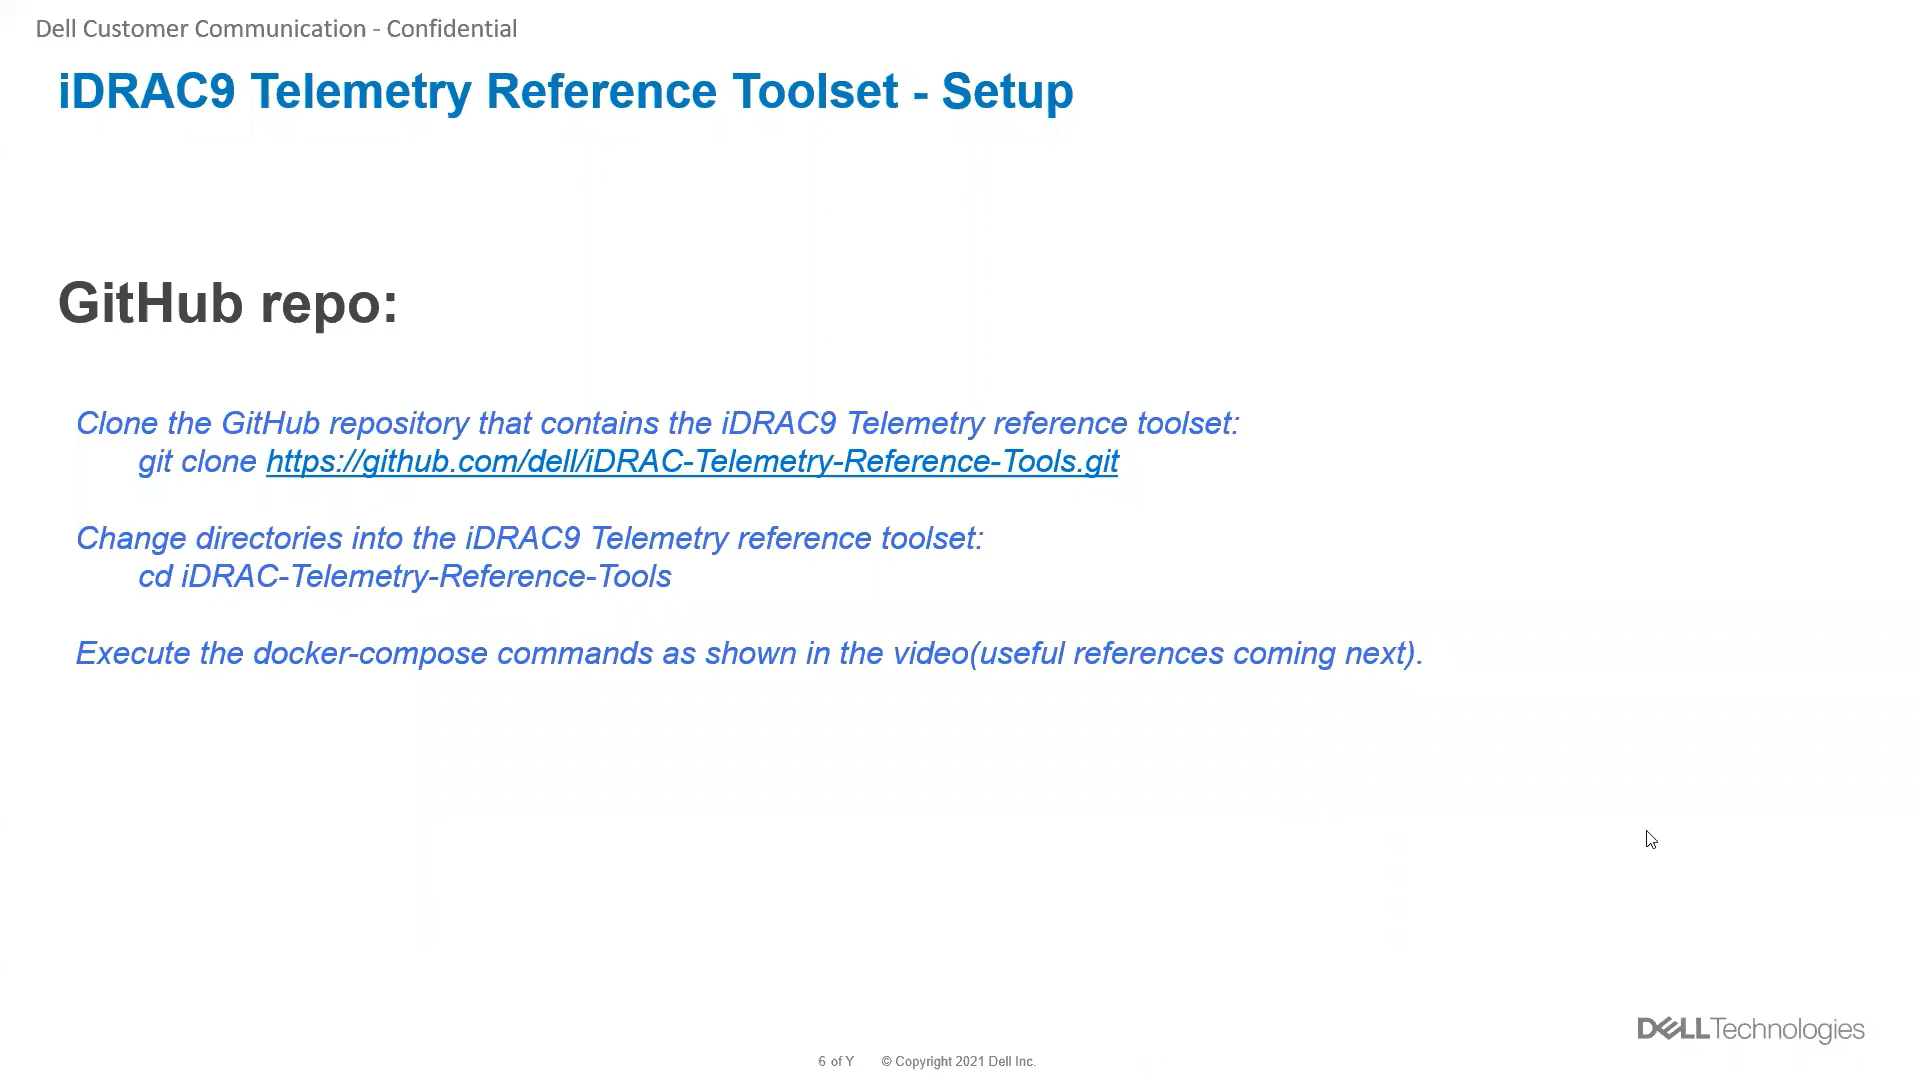 Dell Customer Communication - Confidential
iDRAC9 Telemetry Reference Toolset - Setup
GitHub repo:
Clone the GitHub repository that contains the iDRAC9 Telemetry reference toolset:
git clone https://github.com/dell/iDRAC-Telemetry-Reference-Tools.git
Change directories into the iDRAC9 Telemetry reference toolset:
cd iDRAC-Telemetry-Reference-Tools
Execute the docker-compose commands as shown in the video(useful references coming next).
DELL Technologies
6 of Y © Copyright 2021 Dell Inc.